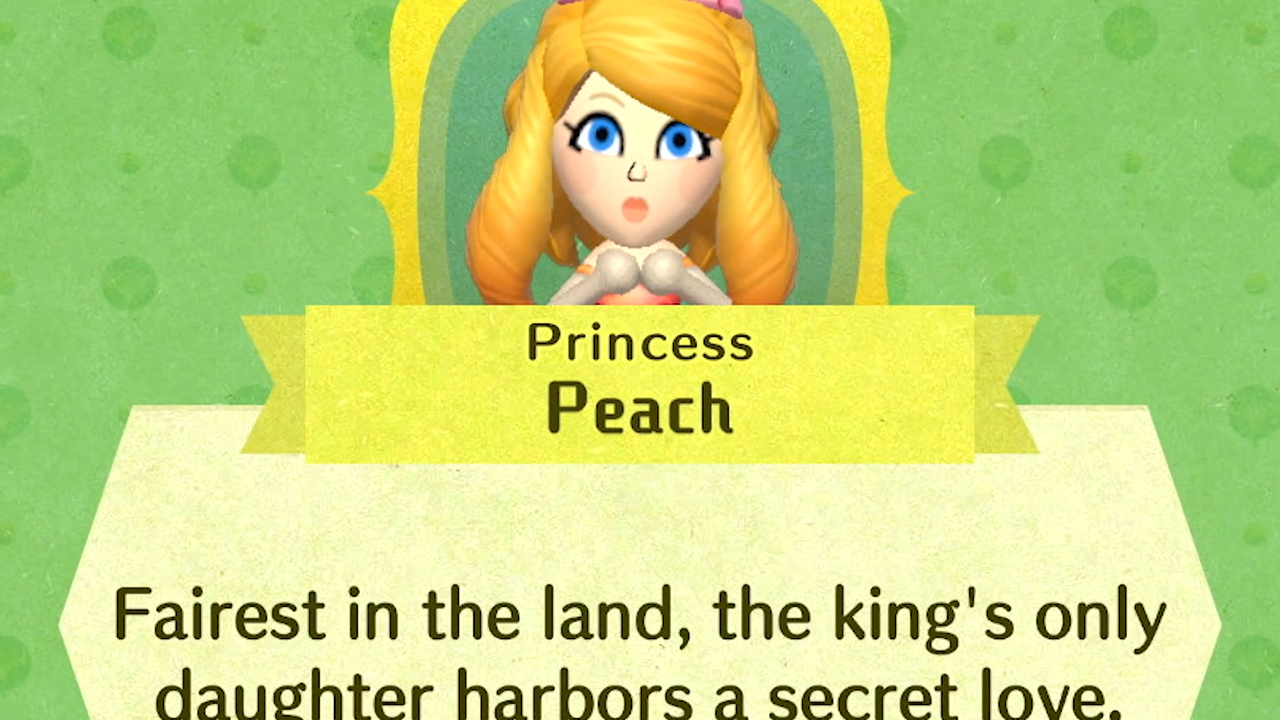 Princess
Peach
Fairest in the land, the king's only
daughter harbors a secret love.